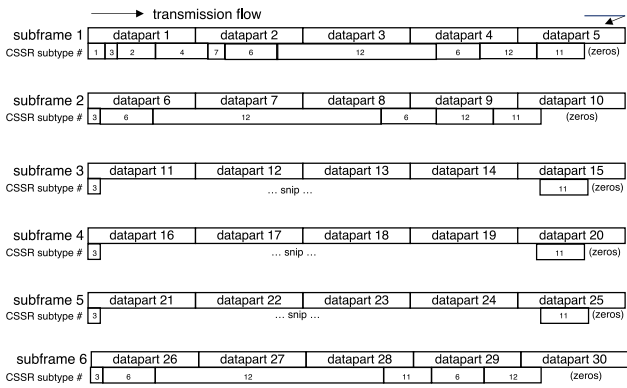 transmission flow
subframe 1 datapart 1 datapart 2 datapart 3 datapart 4 datapart 5
CSSR subtype # 1 3 2 4 7 6 12 6 12 11 (zeros)
subframe 2 datapart 6 datapart 7 datapart 8 datapart 9 datapart 10
CSSR subtype # 3 6 12 6 12 11 (zeros)
subframe 3 datapart 11 datapart 12 datapart 13 datapart 14 datapart 15
CSSR subtype # 3 ... snip ... 11 (zeros)
subframe 4 datapart 16 datapart 17 datapart 18 datapart 19 datapart 20
CSSR subtype # 3 ... snip ... 11 (zeros)
subframe 5 datapart 21 datapart 22 datapart 23 datapart 24 datapart 25
CSSR subtype # 3 ... snip ... 11 (zeros)
subframe 6 datapart 26 datapart 27 datapart 28 datapart 29 datapart 30
CSSR subtype # 3 6 12 11 6 12 (zeros)